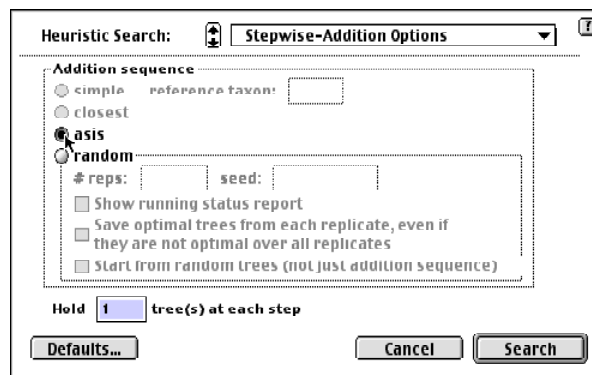 Heuristic Search: Stepwise-Addition Options ?
Addition sequence
simple reference taxon:
closest
asis
random
# reps: seed:
Show running status report
Save optimal trees from each replicate, even if
they are not optimal over all replicates
Start from random trees (not just addition sequence)
Hold 1 tree(s) at each step
Defaults... Cancel Search